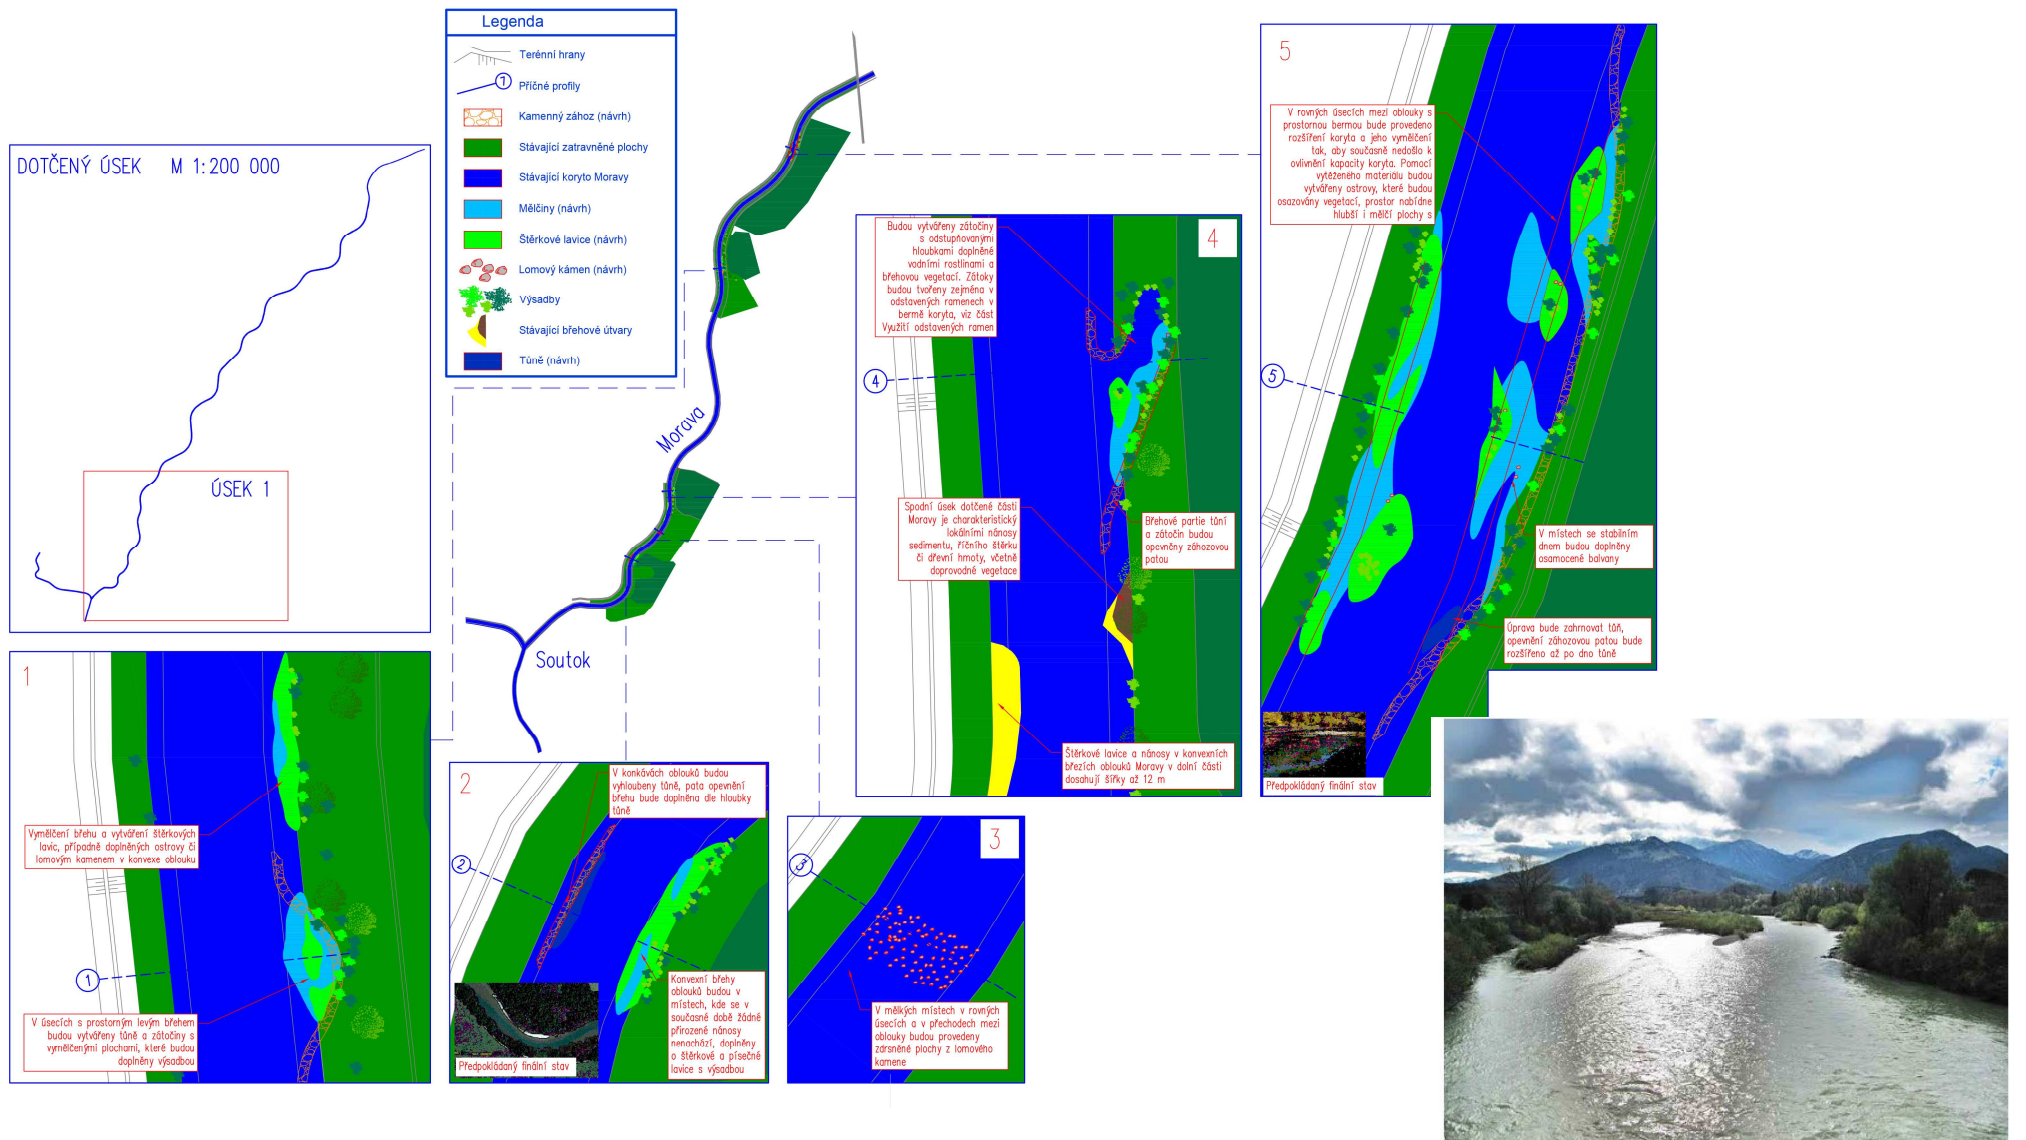 Legenda
Terénní hrany
1
Příčné profily
Kamenný zához (návrh)
Stávající zatravněné plochy
Stávající koryto Moravy
Mělčiny (návrh)
Štěrkové lavice (návrh)
Lomový kámen (návrh)
Výsadby
Stávající břehové útvary
Tůně (návrh)
DOTČENÝ ÚSEK M 1:200 000
ÚSEK 1
Morava
Soutok
1
Vymělčení břehu a vytváření štěrkových
lavic, případně doplněných ostrovy či
lomovým kamenem v konvexe oblouku
1
V úsecích s prostorným levým břehem
budou vytvářeny tůně a zátočiny s
vymělčenými plochami, které budou
doplněny výsadbou
2
V konkávách oblouků budou
vyhloubeny tůně, pata opevnění
břehu bude doplněna dle hloubky
tůně
2
Konvexní břehy
oblouků budou v
místech, kde se v
současné době žádné
přirozené nánosy
nenachází, doplněny
o štěrkové a písečné
lavice s výsadbou
Předpokládaný finální stav
3
3
V mělkých místech v rovných
úsecích a v přechodech mezi
oblouky budou provedeny
zdrsněné plochy z lomového
kamene
4
Budou vytvářeny zátočiny
s odstupňovanými
hloubkami doplněné
vodními rostlinami a
břehovou vegetací. Zátoky
budou tvořeny zejména v
odstavených ramenech v
bermě koryta, viz část
Využití odstavených ramen
4
Spodní úsek dotčené části
Moravy je charakteristický
lokálními nánosy
sedimentu, říčního štěrku
či dřevní hmoty, včetně
doprovodné vegetace
Břehové partie tůní
a zátočin budou
opevněny záhozovou
patou
Štěrkové lavice a nánosy v konvexních
březích oblouků Moravy v dolní části
dosahují šířky až 12 m
5
V rovných úsecích mezi oblouky s
prostornou bermou bude provedeno
rozšíření koryta a jeho vymělčení
tak, aby současně nedošlo k
ovlivnění kapacity koryta. Pomocí
vytěženého materiálu budou
vytvářeny ostrovy, které budou
osazovány vegetací, prostor nabídne
hlubší i mělčí plochy s
5
V místech se stabilním
dnem budou doplněny
osamocené balvany
Úprava bude zahrnovat tůň,
opevnění záhozovou patou bude
rozšířeno až po dno tůně
Předpokládaný finální stav